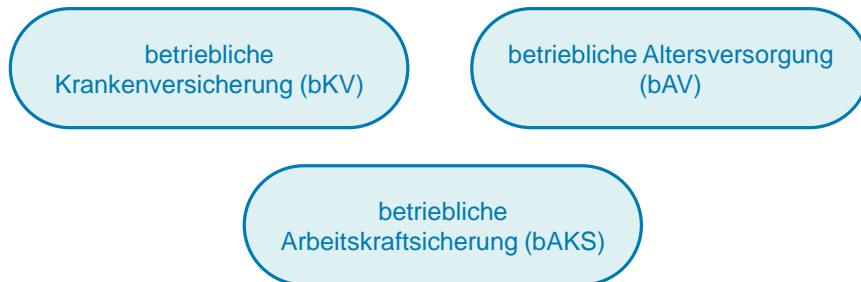 betriebliche
Krankenversicherung (bKV)
betriebliche Altersversorgung
(bAV)
betriebliche
Arbeitskraftsicherung (bAKS)